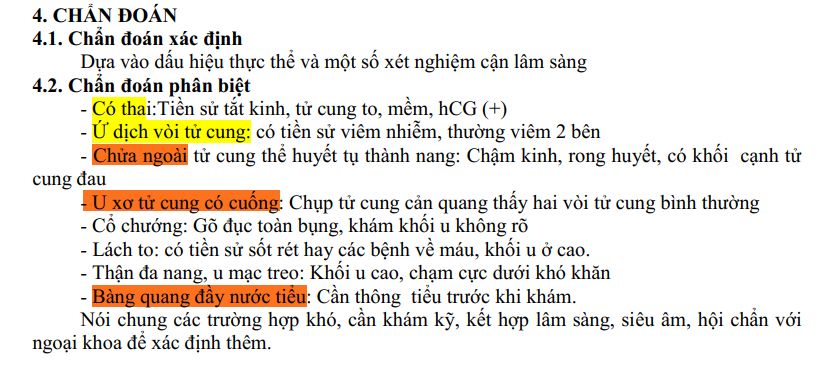 4. CHẨN ĐOÁN
4.1. Chẩn đoán xác định
Dựa vào dấu hiệu thực thể và một số xét nghiệm cận lâm sàng
4.2. Chẩn đoán phân biệt
- Có thai:Tiền sử tắt kinh, tử cung to, mềm, hCG (+)
- Ứ dịch vòi tử cung: có tiền sử viêm nhiễm, thường viêm 2 bên
- Chửa ngoài tử cung thể huyết tụ thành nang: Chậm kinh, rong huyết, có khối cạnh tử
cung đau
- U xơ tử cung có cuống: Chụp tử cung cản quang thấy hai vòi tử cung bình thường
- Cổ chướng: Gõ đục toàn bụng, khám khối u không rõ
- Lách to: có tiền sử sốt rét hay các bệnh về máu, khối u ở cao.
- Thận đa nang, u mạc treo: Khối u cao, chạm cực dưới khó khăn
- Bàng quang đầy nước tiểu: Cần thông tiểu trước khi khám.
Nói chung các trường hợp khó, cần khám kỹ, kết hợp lâm sàng, siêu âm, hội chẩn với
ngoại khoa để xác định thêm.